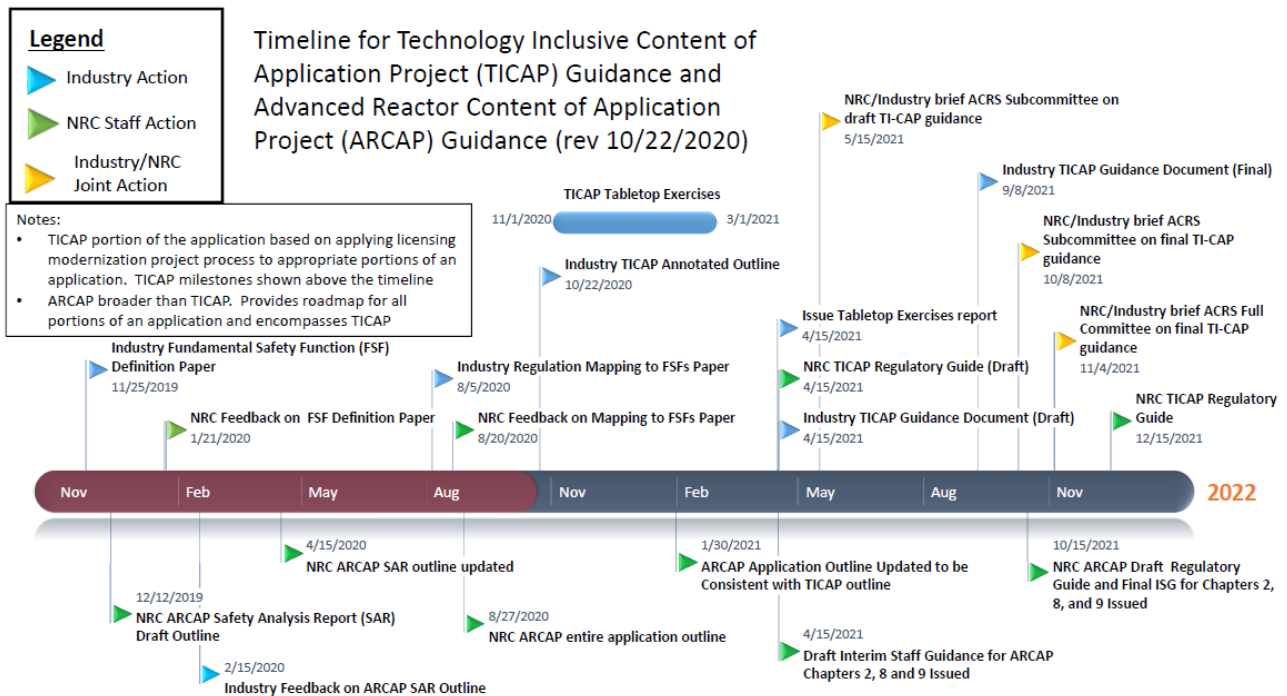 Legend
Industry Action
NRC Staff Action
Industry/NRC
Joint Action
Timeline for Technology Inclusive Content of
Application Project (TICAP) Guidance and
Advanced Reactor Content of Application
Project (ARCAP) Guidance (rev 10/22/2020)
Notes:
• TICAP portion of the application based on applying licensing
modernization project process to appropriate portions of an
application. TICAP milestones shown above the timeline
• ARCAP broader than TICAP. Provides roadmap for all
portions of an application and encompasses TICAP
NRC/Industry brief ACRS Subcommittee on
draft TI-CAP guidance
5/15/2021
Industry TICAP Guidance Document (Final)
9/8/2021
TICAP Tabletop Exercises
11/1/2020
3/1/2021
NRC/Industry brief ACRS
Subcommittee on final TI-CAP
guidance
10/8/2021
Industry TICAP Annotated Outline
10/22/2020
Issue Tabletop Exercises report
4/15/2021
NRC/Industry brief ACRS Full
Committee on final TI-CAP
guidance
11/4/2021
Industry Fundamental Safety Function (FSF)
Definition Paper
11/25/2019
Industry Regulation Mapping to FSFs Paper
8/5/2020
NRC TICAP Regulatory Guide (Draft)
4/15/2021
NRC TICAP Regulatory
Guide
12/15/2021
NRC Feedback on FSF Definition Paper
1/21/2020
NRC Feedback on Mapping to FSFs Paper
8/20/2020
Industry TICAP Guidance Document (Draft)
4/15/2021
Nov
Feb
May
Aug
Nov
Feb
May
Aug
Nov
2022
4/15/2020
NRC ARCAP SAR outline updated
1/30/2021
ARCAP Application Outline Updated to be
Consistent with TICAP outline
10/15/2021
NRC ARCAP Draft Regulatory
Guide and Final ISG for Chapters 2,
8, and 9 Issued
12/12/2019
NRC ARCAP Safety Analysis Report (SAR)
Draft Outline
8/27/2020
NRC ARCAP entire application outline
4/15/2021
Draft Interim Staff Guidance for ARCAP
Chapters 2, 8 and 9 Issued
2/15/2020
Industry Feedback on ARCAP SAR Outline